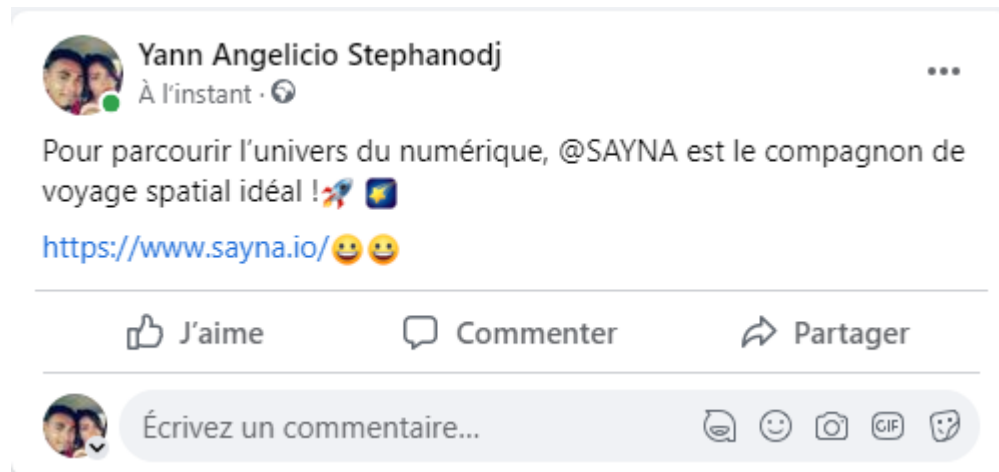 Yann Angelicio Stephanodj
À l'instant ·
Pour parcourir l'univers du numérique, @SAYNA est le compagnon de
voyage spatial idéal !🚀 🌠
https://www.sayna.io/😀 😀
J'aime Commenter Partager
Écrivez un commentaire... GIF